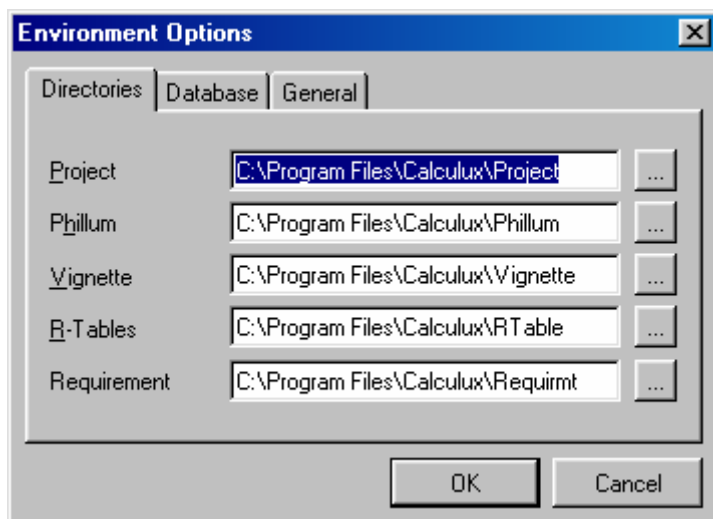 Environment Options
Directories Database General
Project C:\Program Files\Calculux\Project ...
Phillum C:\Program Files\Calculux\Phillum ...
Vignette C:\Program Files\Calculux\Vignette ...
R-Tables C:\Program Files\Calculux\RTable ...
Requirement C:\Program Files\Calculux\Requirmt ...
OK Cancel